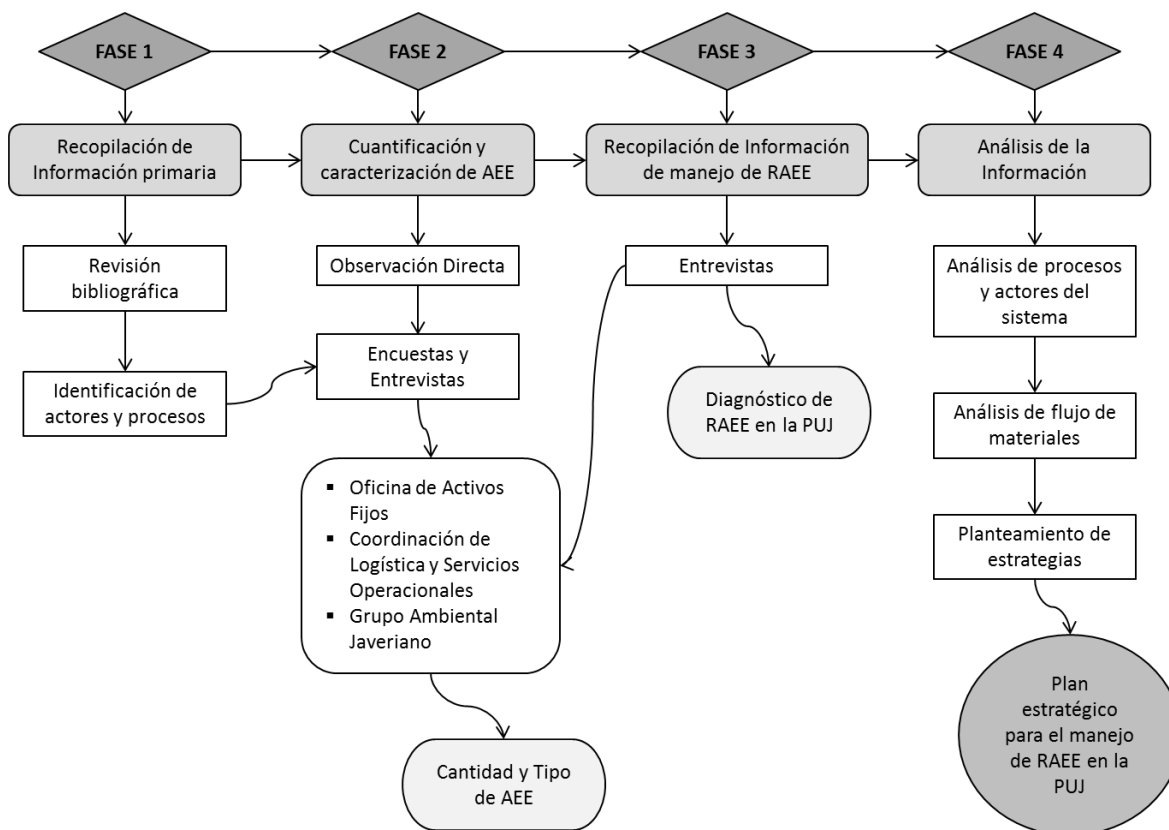 FASE 1
FASE 2
FASE 3
FASE 4
Recopilación de
Información primaria
Cuantificación y
caracterización de AEE
Recopilación de Información
de manejo de RAEE
Análisis de la
Información
Revisión
bibliográfica
Observación Directa
Entrevistas
Análisis de procesos
y actores del
sistema
Identificación de
actores y procesos
Encuestas y
Entrevistas
Diagnóstico de
RAEE en la PUJ
Análisis de flujo de
materiales
▪ Oficina de Activos
Fijos
▪ Coordinación de
Logística y Servicios
Operacionales
▪ Grupo Ambiental
Javeriano
Planteamiento de
estrategias
Cantidad y Tipo
de AEE
Plan
estratégico
para el manejo
de RAEE en la
PUJ